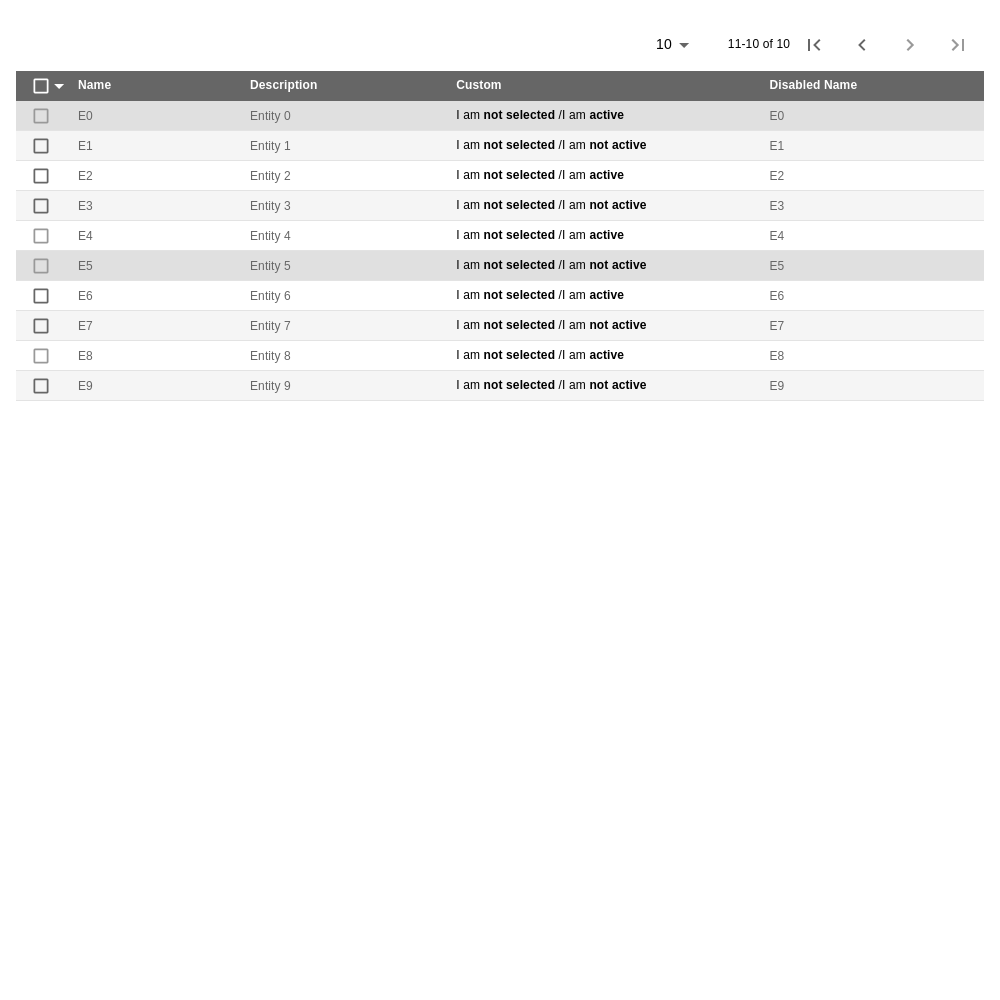 10 11-10 of 10
Name Description Custom Disabled Name
E0 Entity 0 I am not selected /I am active E0
E1 Entity 1 I am not selected /I am not active E1
E2 Entity 2 I am not selected /I am active E2
E3 Entity 3 I am not selected /I am not active E3
E4 Entity 4 I am not selected /I am active E4
E5 Entity 5 I am not selected /I am not active E5
E6 Entity 6 I am not selected /I am active E6
E7 Entity 7 I am not selected /I am not active E7
E8 Entity 8 I am not selected /I am active E8
E9 Entity 9 I am not selected /I am not active E9